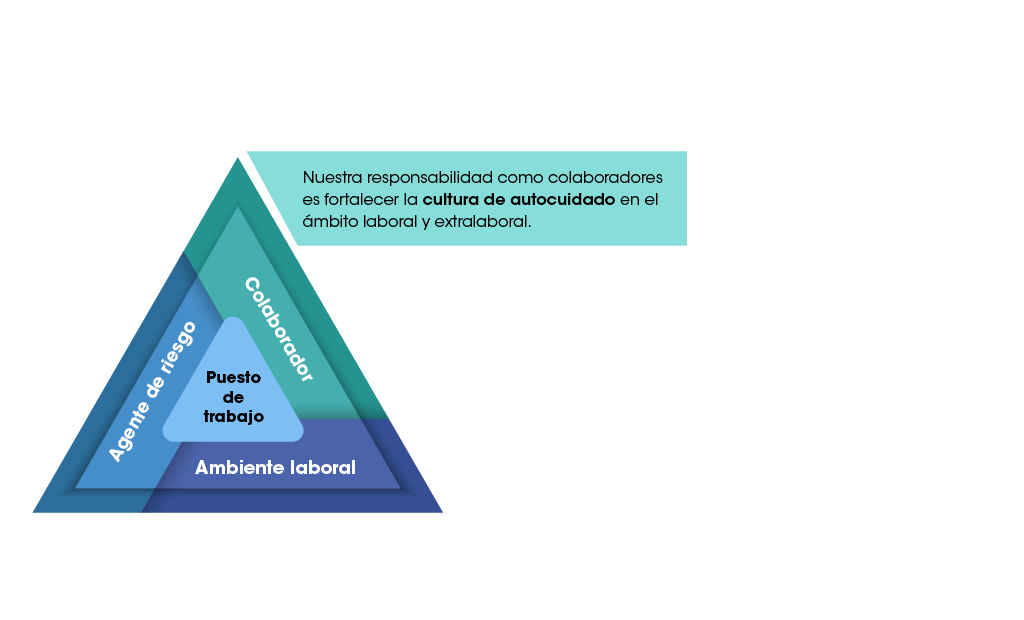 Nuestra responsabilidad como colaboradores
es fortalecer la cultura de autocuidado en el
ámbito laboral y extralaboral.
Colaborador
Agente de riesgo
Puesto
de
trabajo
Ambiente laboral